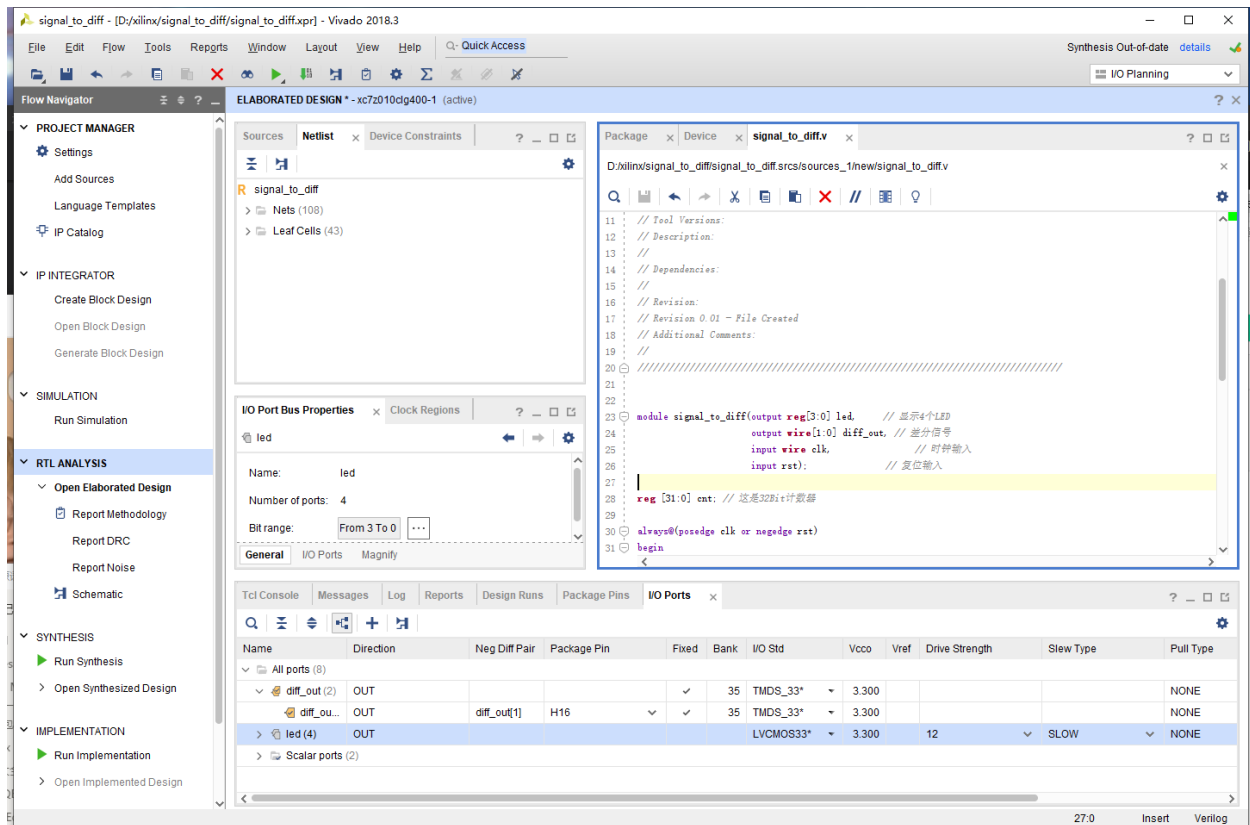 signal_to_diff - [D:/xilinx/signal_to_diff/signal_to_diff.xpr] - Vivado 2018.3
File Edit Flow Tools Reports Window Layout View Help Quick Access
Synthesis Out-of-date details
I/O Planning
Flow Navigator
PROJECT MANAGER
Settings
Add Sources
Language Templates
IP Catalog
IP INTEGRATOR
Create Block Design
Open Block Design
Generate Block Design
SIMULATION
Run Simulation
RTL ANALYSIS
Open Elaborated Design
Report Methodology
Report DRC
Report Noise
Schematic
SYNTHESIS
Run Synthesis
Open Synthesized Design
IMPLEMENTATION
Run Implementation
Open Implemented Design
ELABORATED DESIGN * - xc7z010clg400-1 (active)
Sources Netlist Device Constraints
signal_to_diff
Nets (108)
Leaf Cells (43)
I/O Port Bus Properties Clock Regions
led
Name: led
Number of ports: 4
Bit range: From 3 To 0 ...
General I/O Ports Magnify
Package Device signal_to_diff.v
D:/xilinx/signal_to_diff/signal_to_diff.srcs/sources_1/new/signal_to_diff.v
11 // Tool Versions:
12 // Description:
13 //
14 // Dependencies:
15 //
16 // Revision:
17 // Revision 0.01 - File Created
18 // Additional Comments:
19 //
20 //////////////////////////////////////////////////////////////////////////////////
21
22
23 module signal_to_diff(output reg[3:0] led, // 显示4个LED
24 output wire[1:0] diff_out, // 差分信号
25 input wire clk, // 时钟输入
26 input rst); // 复位输入
27
28 reg [31:0] cnt; // 这是32Bit计数器
29
30 always@(posedge clk or negedge rst)
31 begin
Tcl Console Messages Log Reports Design Runs Package Pins I/O Ports
Name Direction Neg Diff Pair Package Pin Fixed Bank I/O Std Vcco Vref Drive Strength Slew Type Pull Type
All ports (8)
diff_out (2) OUT 35 TMDS_33* 3.300 NONE
diff_ou... OUT diff_out[1] H16 35 TMDS_33* 3.300 NONE
led (4) OUT LVCMOS33* 3.300 12 SLOW NONE
Scalar ports (2)
27:0 Insert Verilog